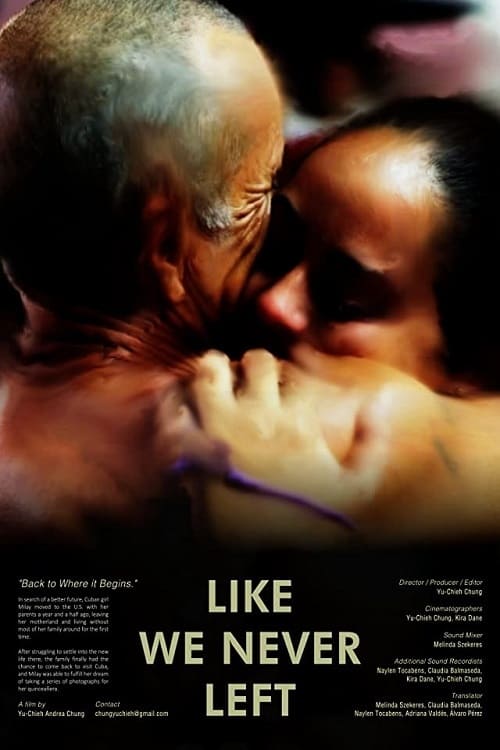 "Back to Where it Begins."
In search of a better future, Cuban girl
Milay moved to the U.S. with her
parents a year and a half ago, leaving
her motherland and living without
most of her family around for the first
time.
After struggling to settle into the new
life there, the family finally had the
chance to come back to visit Cuba,
and Milay was able to fulfill her dream
of taking a series of photographs for
her quinceañera.
A film by
Yu-Chieh Andrea Chung
Contact
chungyuchieh@gmail.com
LIKE
WE NEVER
LEFT
Director / Producer / Editor
Yu-Chieh Chung
Cinematographers
Yu-Chieh Chung, Kira Dane
Sound Mixer
Melinda Szekeres
Additional Sound Recordists
Naylen Tocabens, Claudia Balmaseda,
Kira Dane, Yu-Chieh Chung
Translator
Melinda Szekeres, Claudia Balmaseda,
Naylen Tocabens, Adriana Valdés, Álvaro Pérez